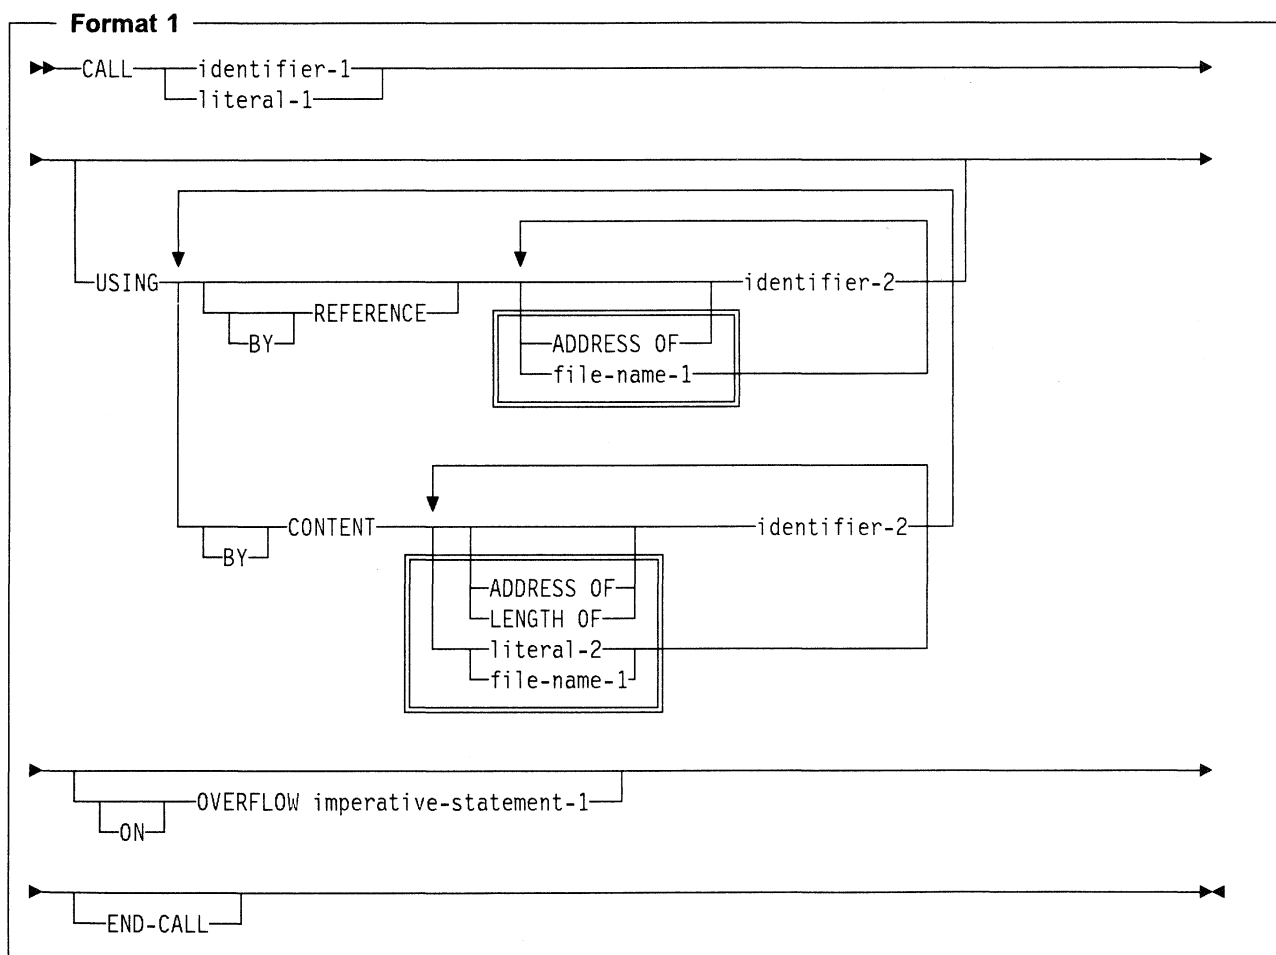 Format 1
CALL identifier-1
literal-1
USING identifier-2
REFERENCE
BY
ADDRESS OF
file-name-1
CONTENT identifier-2
BY
ADDRESS OF
LENGTH OF
literal-2
file-name-1
OVERFLOW imperative-statement-1
ON
END-CALL